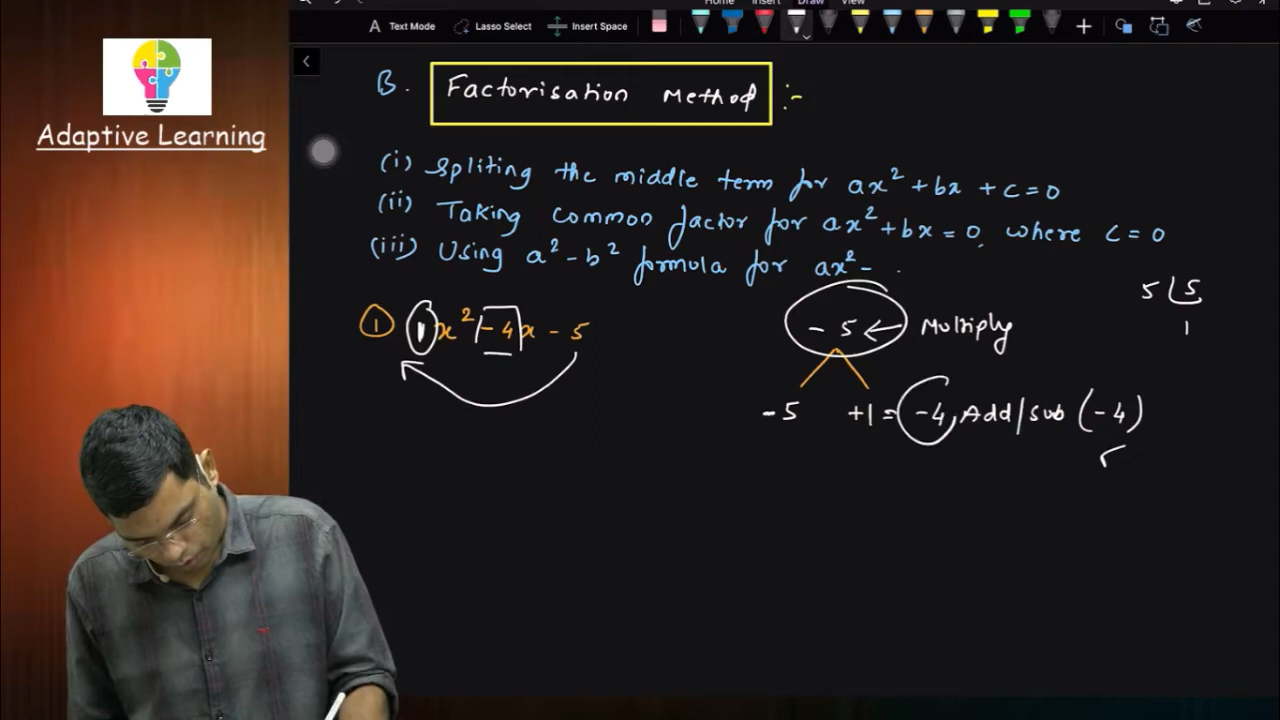 Home Insert Draw View
Text Mode Lasso Select Insert Space
Adaptive Learning
B. Factorisation Method :-
(i) Spliting the middle term for ax² + bx + c = 0
(ii) Taking common factor for ax² + bx = 0, where c = 0
(iii) Using a² - b² formula for ax² -
5 | 5
1
① 1x² - 4x - 5
- 5 ← Multiply
-5 +1 = -4, Add/Sub (-4)